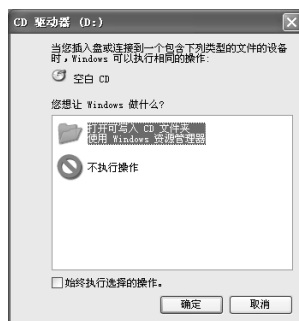 CD 驱动器 (D:)
当您插入盘或连接到一个包含下列类型的文件的设备
时，Windows 可以执行相同的操作:
空白 CD
您想让 Windows 做什么?
打开可写入 CD 文件夹
使用 Windows 资源管理器
不执行操作
始终执行选择的操作。
确定
取消